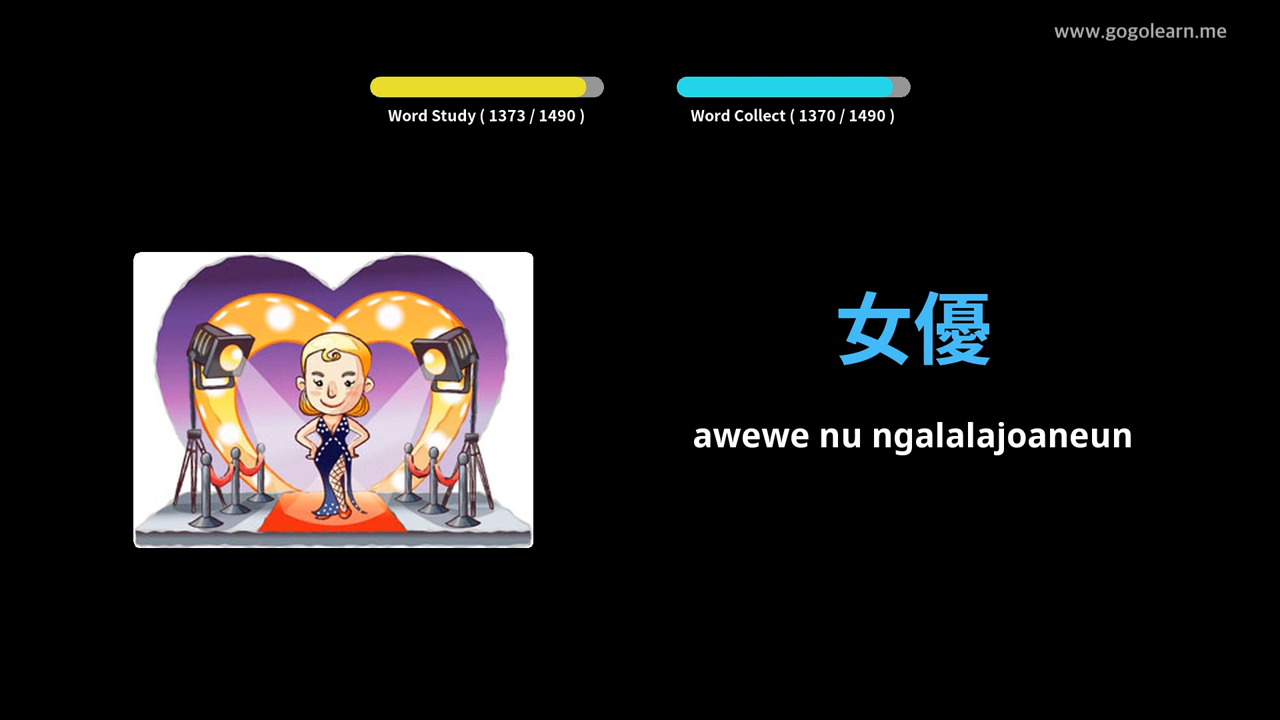 www.gogolearn.me
Word Study ( 1373 / 1490 )
Word Collect ( 1370 / 1490 )
女優
awewe nu ngalalajoaneun